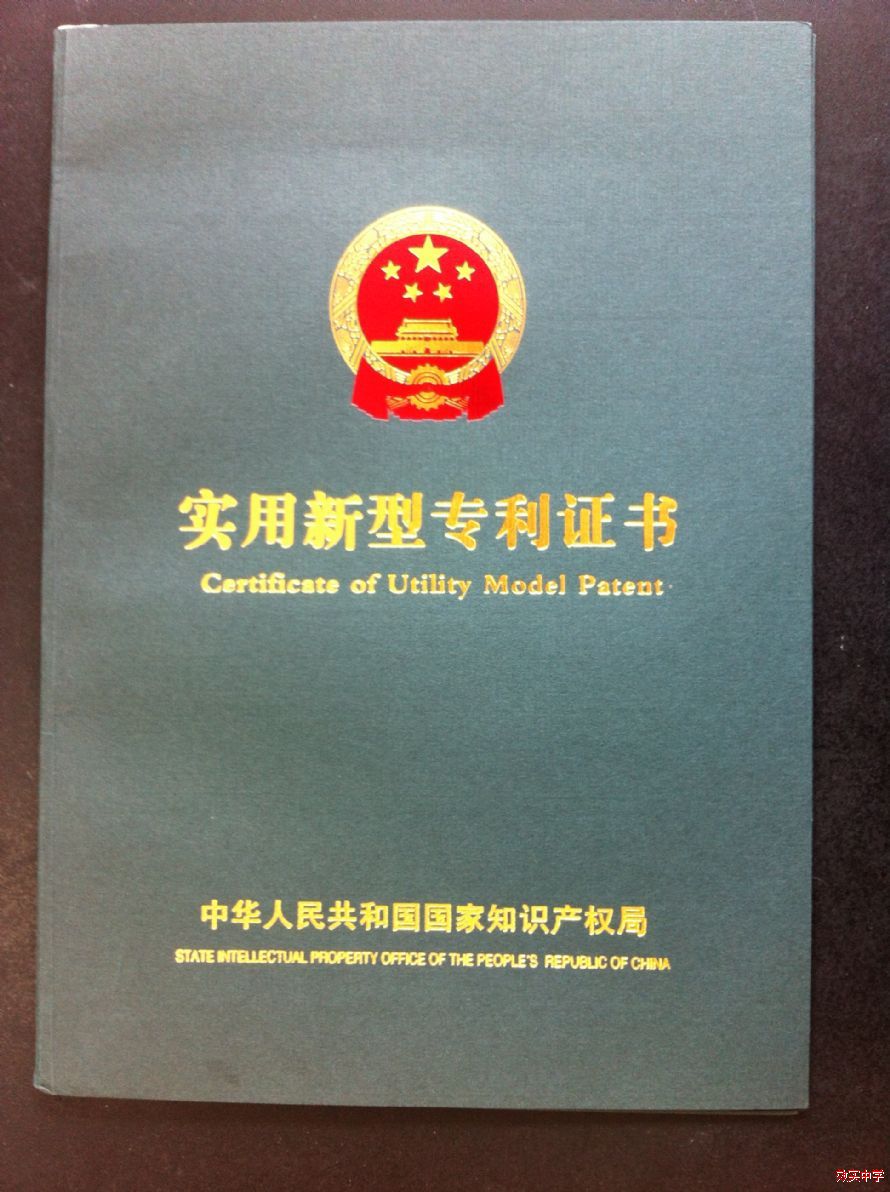 实用新型专利证书
Certificate of Utility Model Patent
中华人民共和国国家知识产权局
STATE INTELLECTUAL PROPERTY OFFICE OF THE PEOPLE'S REPUBLIC OF CHINA